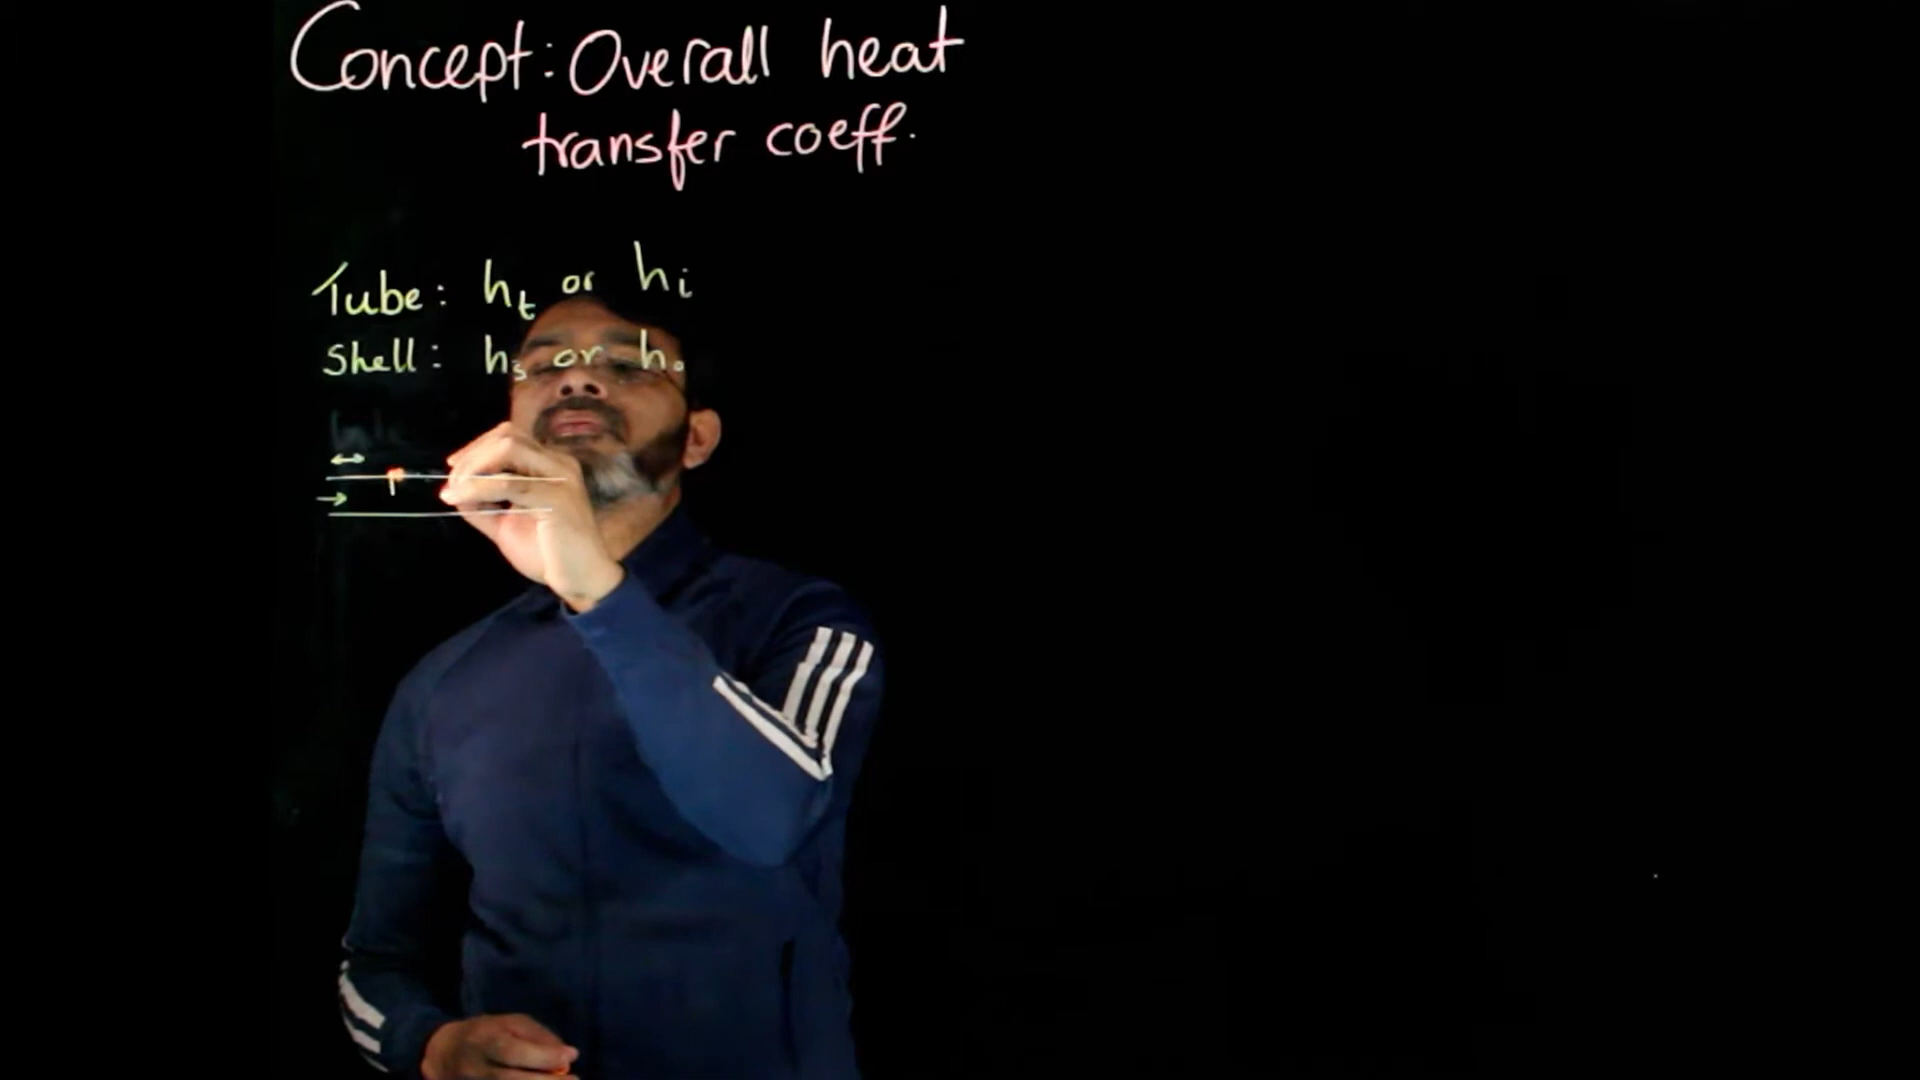 Concept: Overall heat
transfer coeff.
Tube: ht or hi
Shell: hs or ho